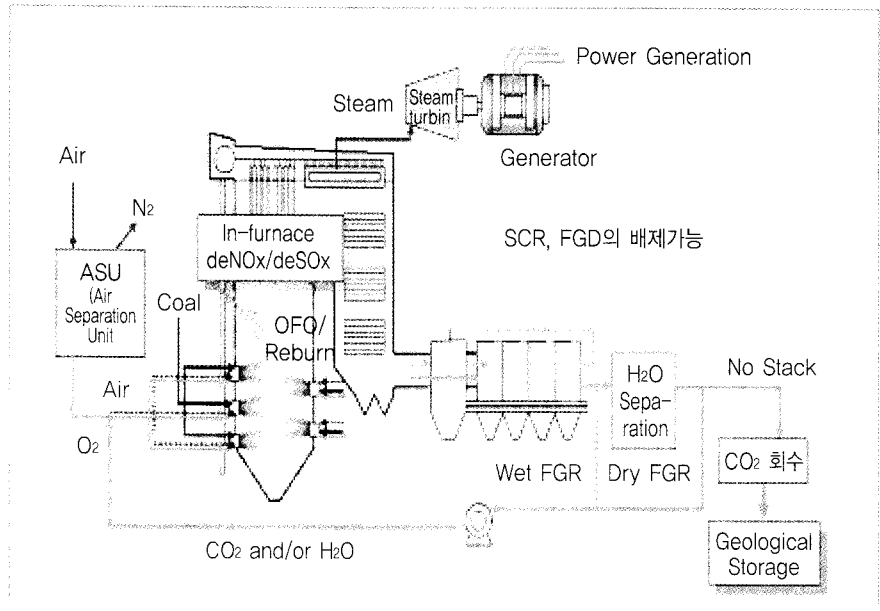 Power Generation
Steam
Steam
turbin
Generator
Air
N2
In-furnace
deNOx/deSOx
SCR, FGD의 배제가능
ASU
(Air
Separation
Unit
Coal
OFO/
Reburn
Air
O2
H2O
Sepa-
ration
No Stack
Wet FGR
Dry FGR
CO2 회수
CO2 and/or H2O
Geological
Storage